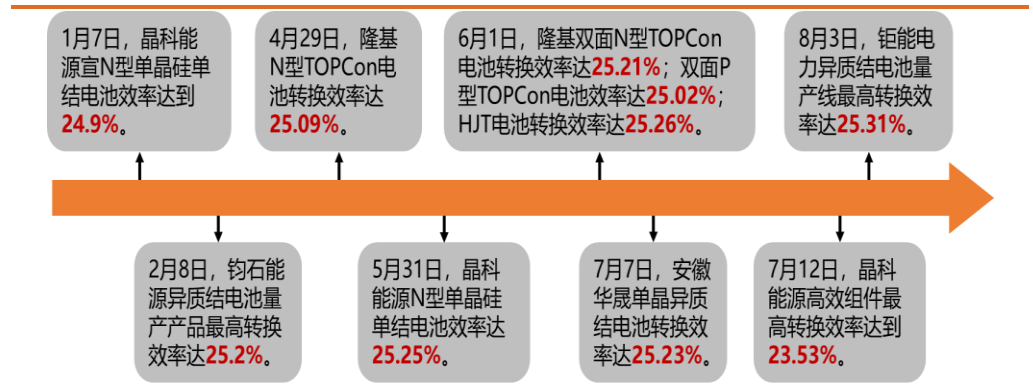 1月7日，晶科能
源宣N型单晶硅单
结电池效率达到
24.9%。
4月29日，隆基
N型TOPCon电
池转换效率达
25.09%。
6月1日，隆基双面N型TOPCon
电池转换效率达25.21%；双面P
型TOPCon电池效率达25.02%；
HJT电池转换效率达25.26%。
8月3日，钜能电
力异质结电池量
产线最高转换效
率达25.31%。
2月8日，钧石能
源异质结电池量
产产品最高转换
效率达25.2%。
5月31日，晶科
能源N型单晶硅
单结电池效率达
25.25%。
7月7日，安徽
华晟单晶异质
结电池转换效
率达25.23%。
7月12日，晶科
能源高效组件最
高转换效率达到
23.53%。